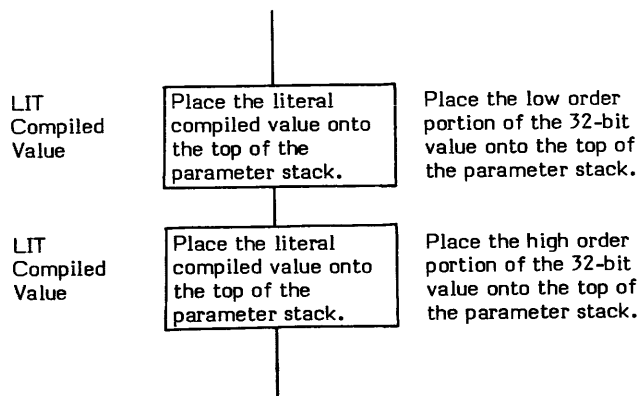 LIT
Compiled
Value
Place the literal
compiled value onto
the top of the
parameter stack.
Place the low order
portion of the 32-bit
value onto the top of
the parameter stack.
LIT
Compiled
Value
Place the literal
compiled value onto
the top of the
parameter stack.
Place the high order
portion of the 32-bit
value onto the top of
the parameter stack.